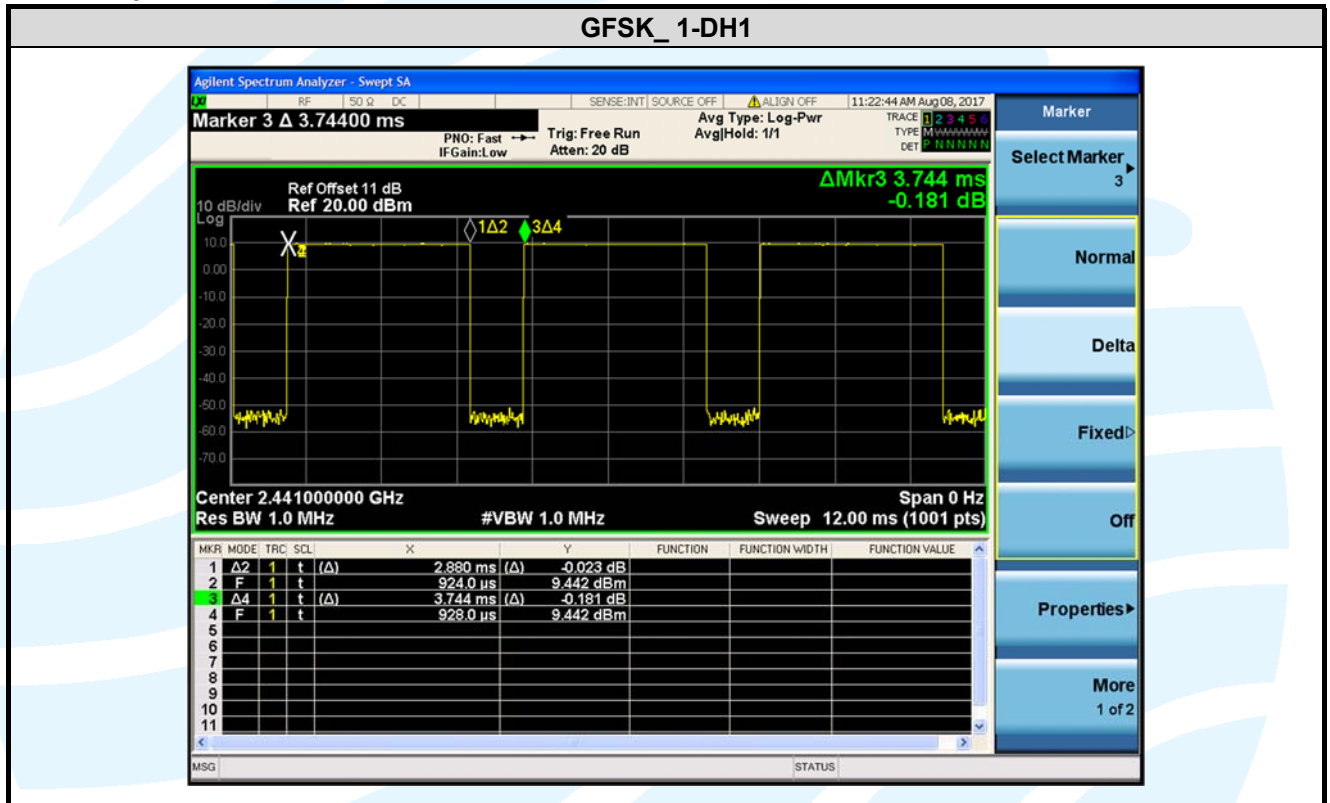 GFSK_ 1-DH1
Agilent Spectrum Analyzer - Swept SA
LXI RF 50 Ω DC SENSE:INT SOURCE OFF ALIGN OFF 11:22:44 AM Aug 08, 2017
Marker 3 Δ 3.74400 ms
PNO: Fast
IFGain:Low
Trig: Free Run
Atten: 20 dB
Avg Type: Log-Pwr
Avg|Hold: 1/1
TRACE 1 2 3 4 5 6
TYPE M
DET P N N N N N
ΔMkr3 3.744 ms
-0.181 dB
Ref Offset 11 dB
10 dB/div Ref 20.00 dBm
Log
1Δ2 3Δ4
10.0
0.00
-10.0
-20.0
-30.0
-40.0
-50.0
-60.0
-70.0
Center 2.441000000 GHz Span 0 Hz
Res BW 1.0 MHz #VBW 1.0 MHz Sweep 12.00 ms (1001 pts)
MKR MODE TRC SCL X Y FUNCTION FUNCTION WIDTH FUNCTION VALUE
1 Δ2 1 t (Δ) 2.880 ms (Δ) -0.023 dB
2 F 1 t 924.0 µs 9.442 dBm
3 Δ4 1 t (Δ) 3.744 ms (Δ) -0.181 dB
4 F 1 t 928.0 µs 9.442 dBm
5
6
7
8
9
10
11
MSG STATUS
Marker
Select Marker
3
Normal
Delta
Fixed
Off
Properties
More
1 of 2